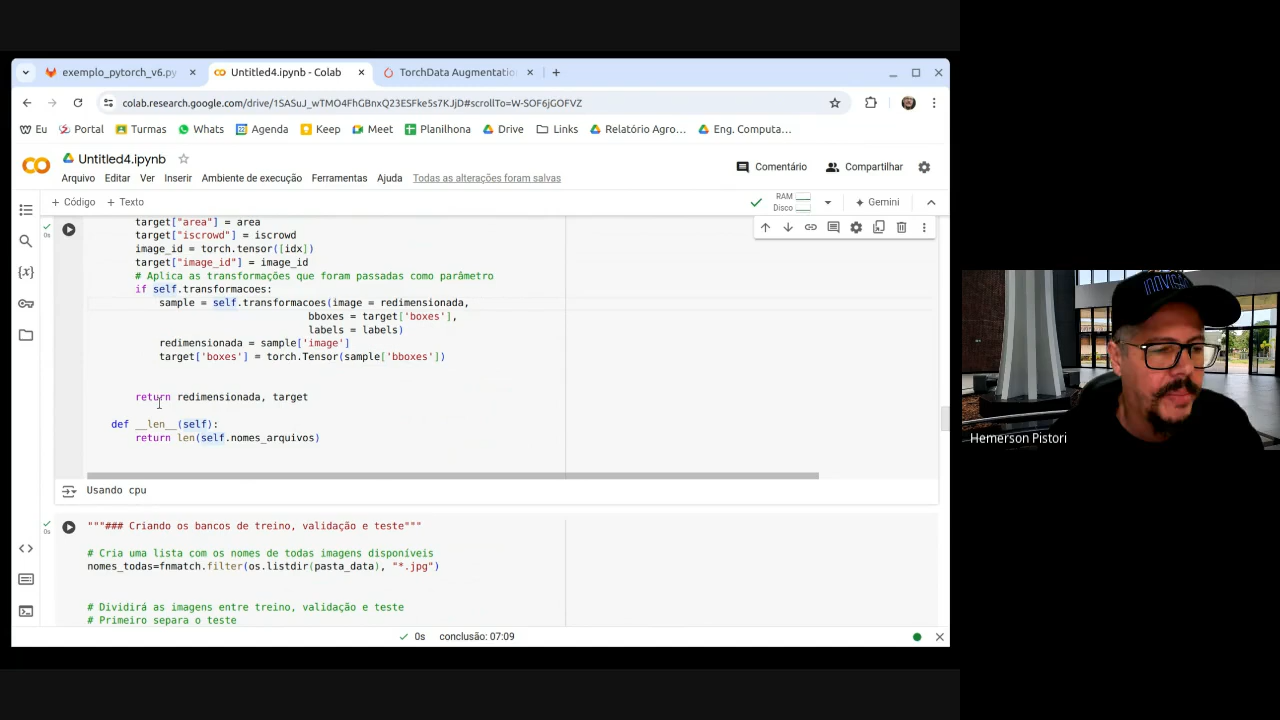 exemplo_pytorch_v6.py
Untitled4.ipynb - Colab
TorchData Augmentatio
colab.research.google.com/drive/1SASuJ_wTMO4FhGBnxQ23ESFke5s7KJjD#scrollTo=W-SOF6jGOFVZ
Eu Portal Turmas Whats Agenda Keep Meet Planilhona Drive Links Relatório Agro... Eng. Computa...
Untitled4.ipynb
Comentário Compartilhar
Arquivo Editar Ver Inserir Ambiente de execução Ferramentas Ajuda Todas as alterações foram salvas
+ Código + Texto
RAM
Disco
Gemini
target["area"] = area
target["iscrowd"] = iscrowd
image_id = torch.tensor([idx])
target["image_id"] = image_id
# Aplica as transformações que foram passadas como parâmetro
if self.transformacoes:
sample = self.transformacoes(image = redimensionada,
bboxes = target['boxes'],
labels = labels)
redimensionada = sample['image']
target['boxes'] = torch.Tensor(sample['bboxes'])
return redimensionada, target
def __len__(self):
return len(self.nomes_arquivos)
Usando cpu
"""### Criando os bancos de treino, validação e teste"""
# Cria uma lista com os nomes de todas imagens disponíveis
nomes_todas=fnmatch.filter(os.listdir(pasta_data), "*.jpg")
# Dividirá as imagens entre treino, validação e teste
# Primeiro separa o teste
0s conclusão: 07:09
INOVISÃO
Hemerson Pistori